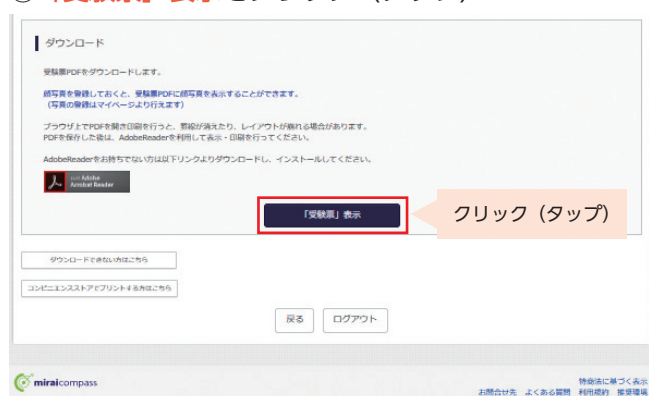 ダウンロード
受験票PDFをダウンロードします。
顔写真を登録しておくと、受験票PDFに顔写真を表示することができます。
（写真の登録はマイページより行えます）
ブラウザ上でPDFを開き印刷を行うと、罫線が消えたり、レイアウトが崩れる場合があります。
PDFを保存した後は、AdobeReaderを利用して表示・印刷を行ってください。
AdobeReaderをお持ちでない方は以下リンクよりダウンロードし、インストールしてください。
Get Adobe
Acrobat Reader
「受験票」表示
クリック（タップ）
ダウンロードできない方はこちら
コンビニエンスストアでプリントする方はこちら
戻る
ログアウト
miraicompass
特商法に基づく表示
お問合せ先 よくある質問 利用規約 推奨環境